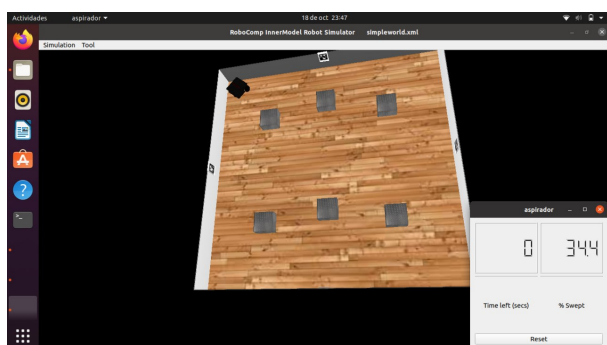 Actividades aspirador 18 de oct 23:47
RoboComp InnerModel Robot Simulator simpleworld.xml
Simulation Tool
aspirador
0 34.4
Time left (secs) % Swept
Reset